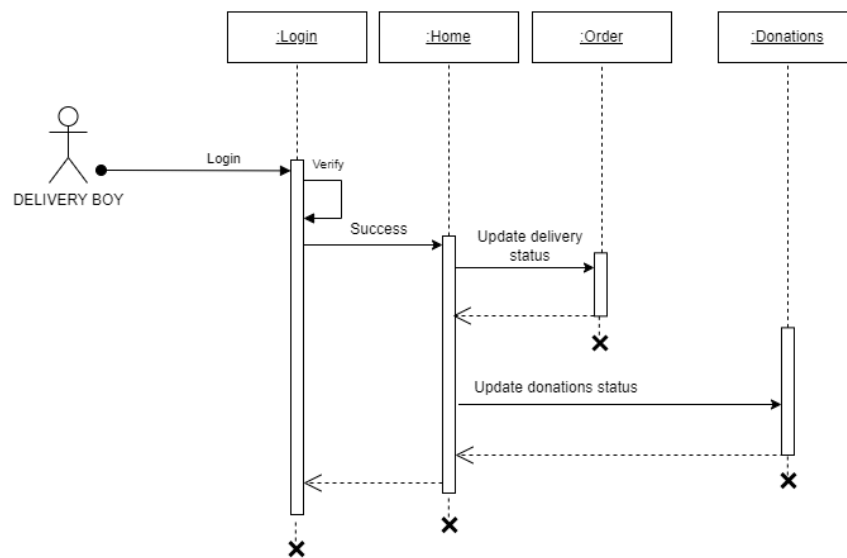 :Login
:Home
:Order
:Donations
Login
Verify
DELIVERY BOY
Success
Update delivery
status
Update donations status